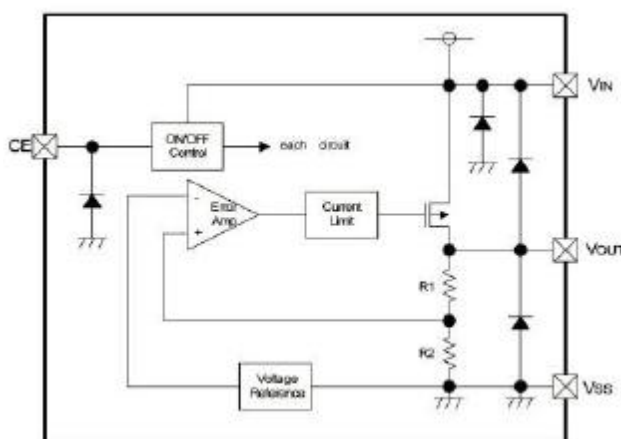 VIN
CE
ON/OFF
Control
each circuit
-
Error
Amp
+
Current
Limit
VOUT
R1
R2
Voltage
Reference
VSS